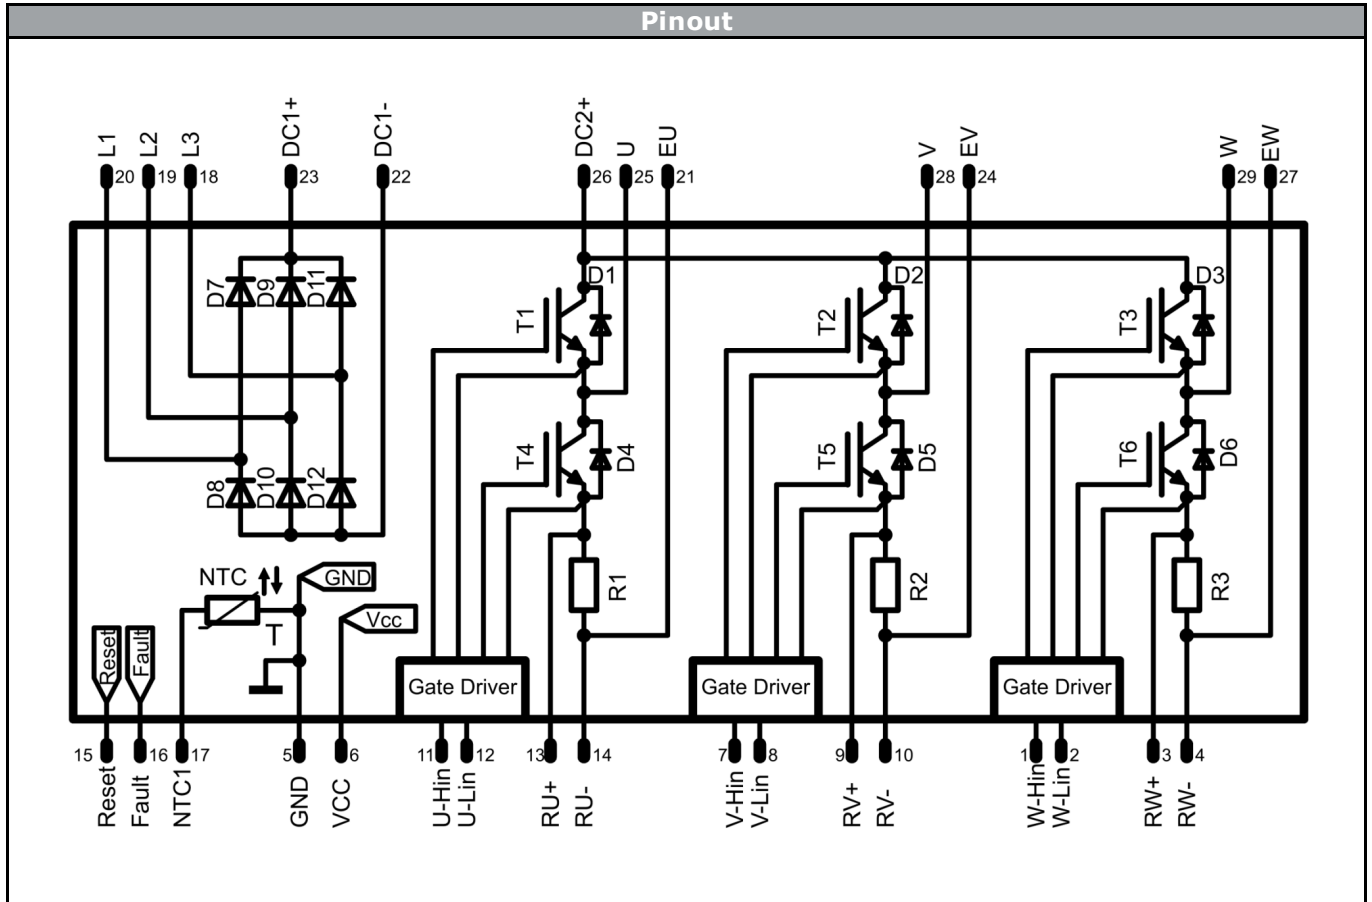 Pinout
L1
L2
L3
DC1+
DC1-
DC2+
U
EU
V
EV
W
EW
20
19
18
23
22
26
25
21
28
24
29
27
D7
D9
D11
D1
D2
D3
T1
T2
T3
T4
D4
T5
D5
T6
D6
D8
D10
D12
NTC
GND
R1
R2
R3
Vcc
T
Reset
Fault
Gate Driver
Gate Driver
Gate Driver
15
16
17
5
6
11
12
13
14
7
8
9
10
1
2
3
4
Reset
Fault
NTC1
GND
VCC
U-Hin
U-Lin
RU+
RU-
V-Hin
V-Lin
RV+
RV-
W-Hin
W-Lin
RW+
RW-